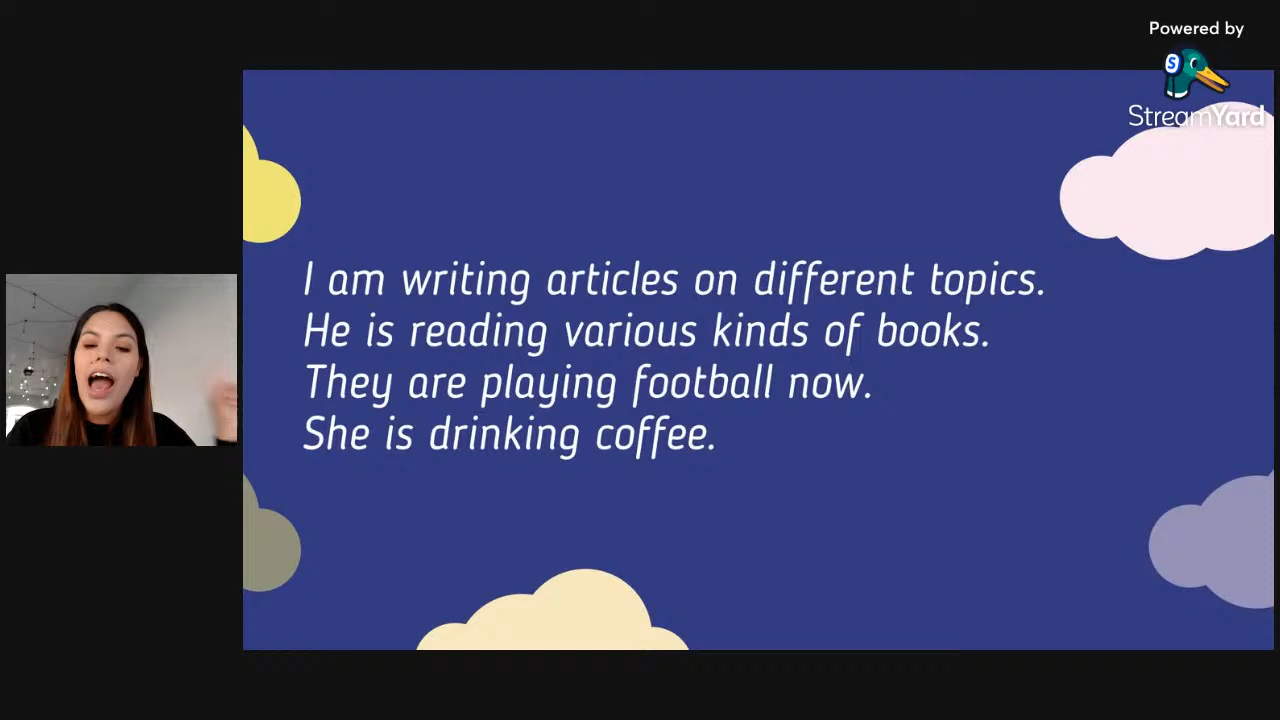 Powered by
StreamYard
I am writing articles on different topics.
He is reading various kinds of books.
They are playing football now.
She is drinking coffee.